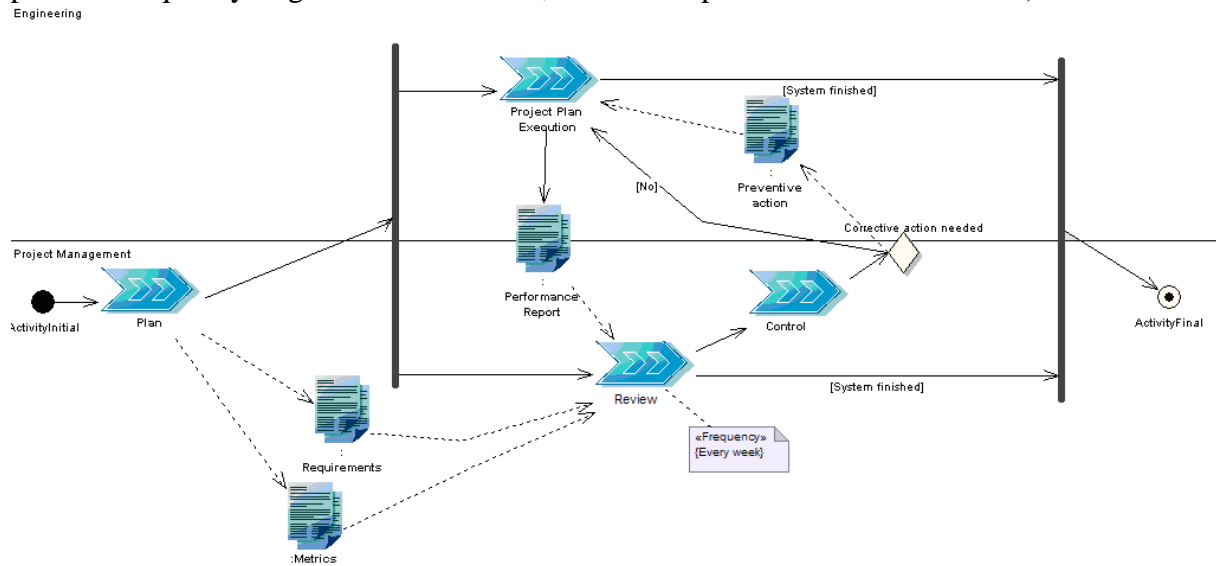 Engineering
[System finished]
Project Plan
Execution
:
Preventive
action
[No]
Corrective action needed
Project Management
:
Performance
Report
ActivityInitial
Plan
Control
ActivityFinal
[System finished]
Review
«Frequency»
{Every week}
:
Requirements
:Metrics